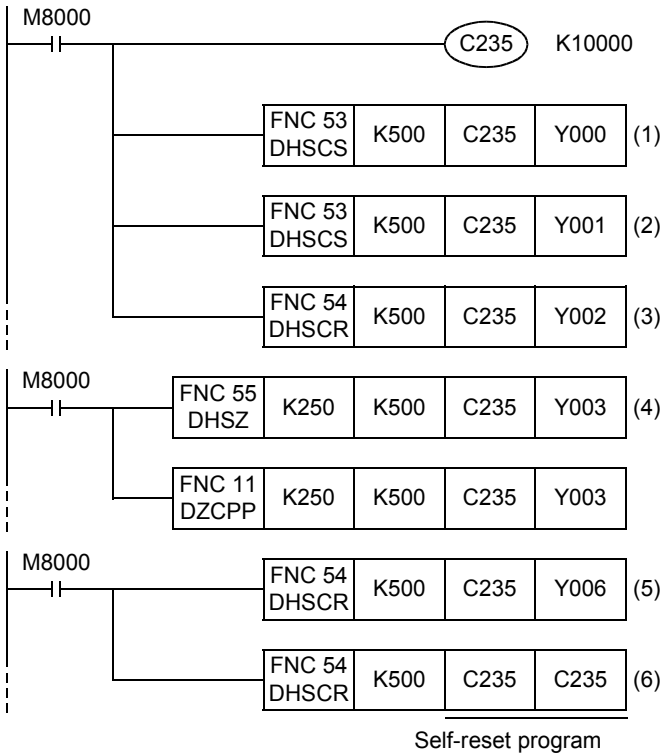 M8000
C235 K10000
FNC 53
DHSCS K500 C235 Y000 (1)
FNC 53
DHSCS K500 C235 Y001 (2)
FNC 54
DHSCR K500 C235 Y002 (3)
M8000
FNC 55
DHSZ K250 K500 C235 Y003 (4)
FNC 11
DZCPP K250 K500 C235 Y003
M8000
FNC 54
DHSCR K500 C235 Y006 (5)
FNC 54
DHSCR K500 C235 C235 (6)
Self-reset program